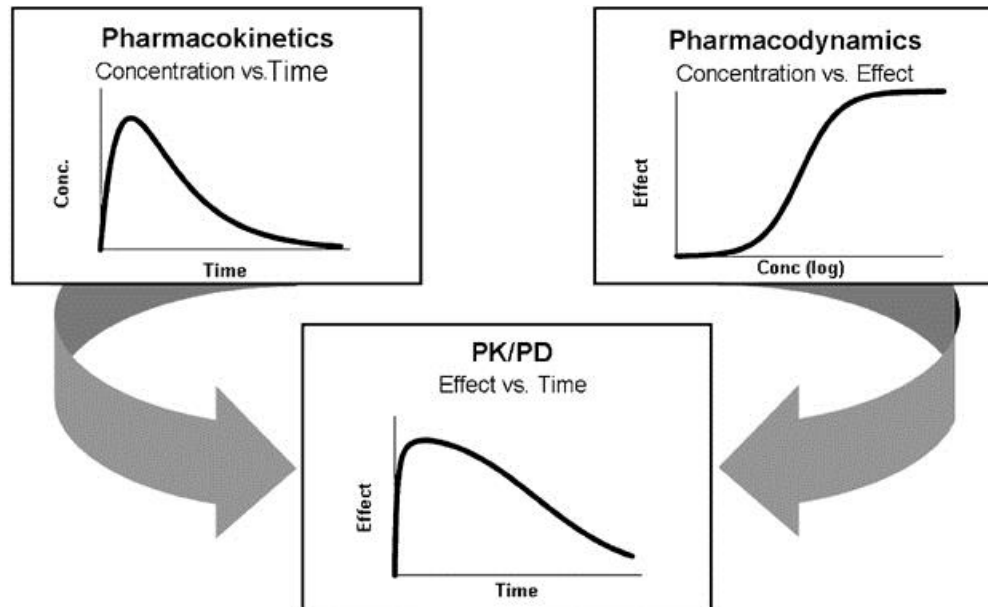 Pharmacokinetics
Concentration vs.Time
Conc.
Time
Pharmacodynamics
Concentration vs. Effect
Effect
Conc (log)
PK/PD
Effect vs. Time
Effect
Time